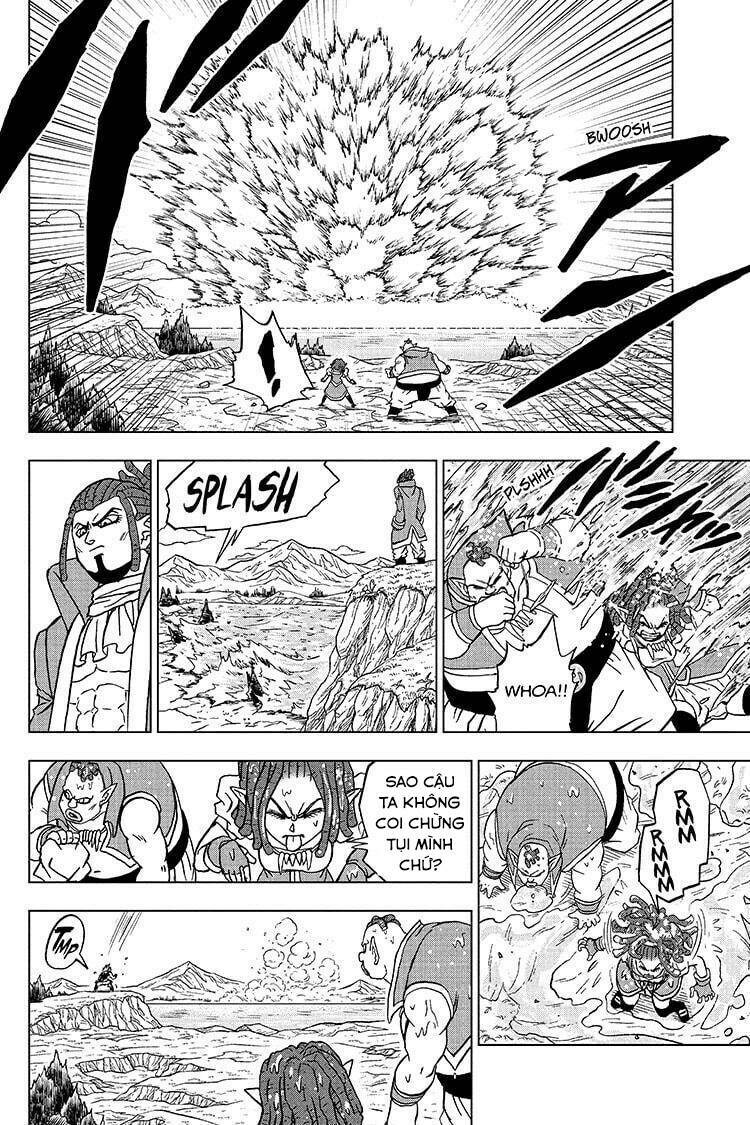 BWOOSH
!
PLSHHH
WHOA!!
SPLASH
RMM
RMMM
SAO CẬU
TA KHÔNG
COI CHỪNG
TỤI MÌNH
CHỨ?
TMP